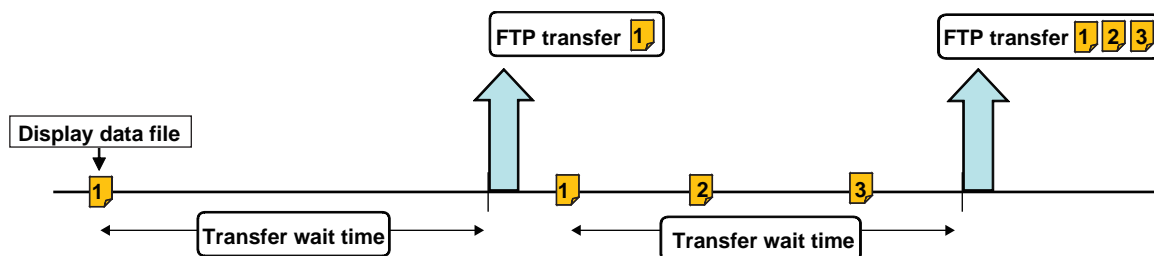 FTP transfer 1
FTP transfer 1 2 3
Display data file
1
1
2
3
Transfer wait time
Transfer wait time